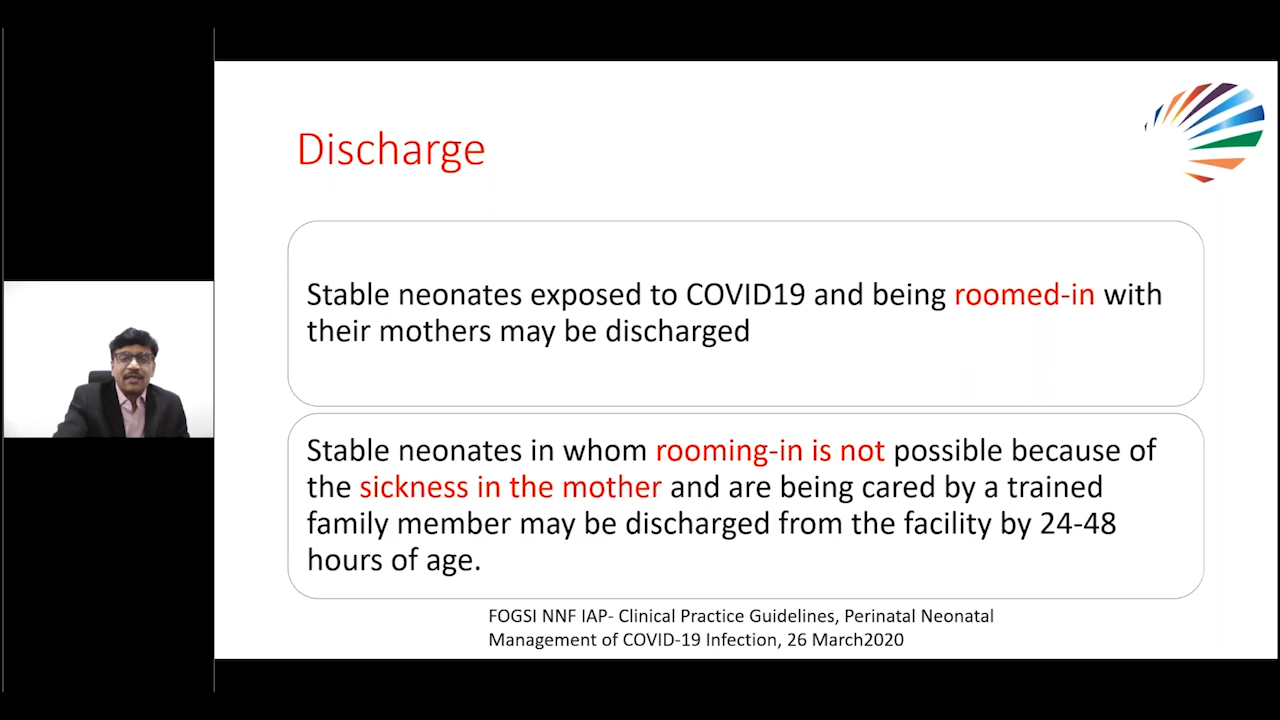 Discharge
Stable neonates exposed to COVID19 and being roomed-in with
their mothers may be discharged
Stable neonates in whom rooming-in is not possible because of
the sickness in the mother and are being cared by a trained
family member may be discharged from the facility by 24-48
hours of age.
FOGSI NNF IAP- Clinical Practice Guidelines, Perinatal Neonatal
Management of COVID-19 Infection, 26 March2020